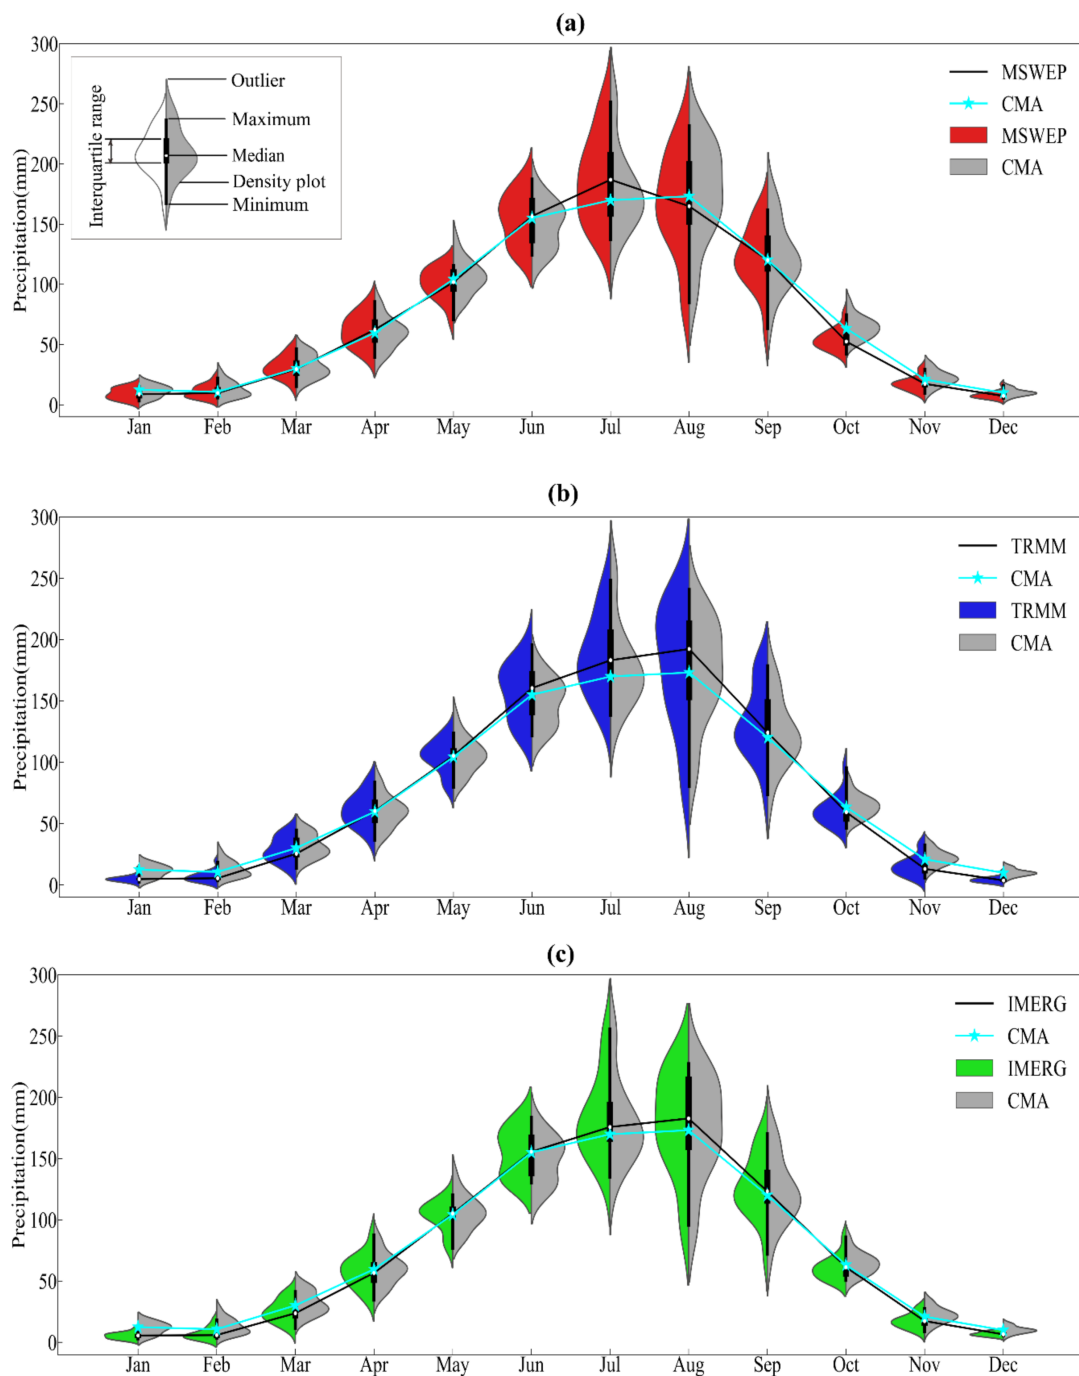 (a)
300
250
200
150
100
50
0
Precipitation(mm)
Interquartile range
Outlier
Maximum
Median
Density plot
Minimum
MSWEP
CMA
MSWEP
CMA
Jan Feb Mar Apr May Jun Jul Aug Sep Oct Nov Dec
(b)
300
250
200
150
100
50
0
Precipitation(mm)
TRMM
CMA
TRMM
CMA
Jan Feb Mar Apr May Jun Jul Aug Sep Oct Nov Dec
(c)
300
250
200
150
100
50
0
Precipitation(mm)
IMERG
CMA
IMERG
CMA
Jan Feb Mar Apr May Jun Jul Aug Sep Oct Nov Dec